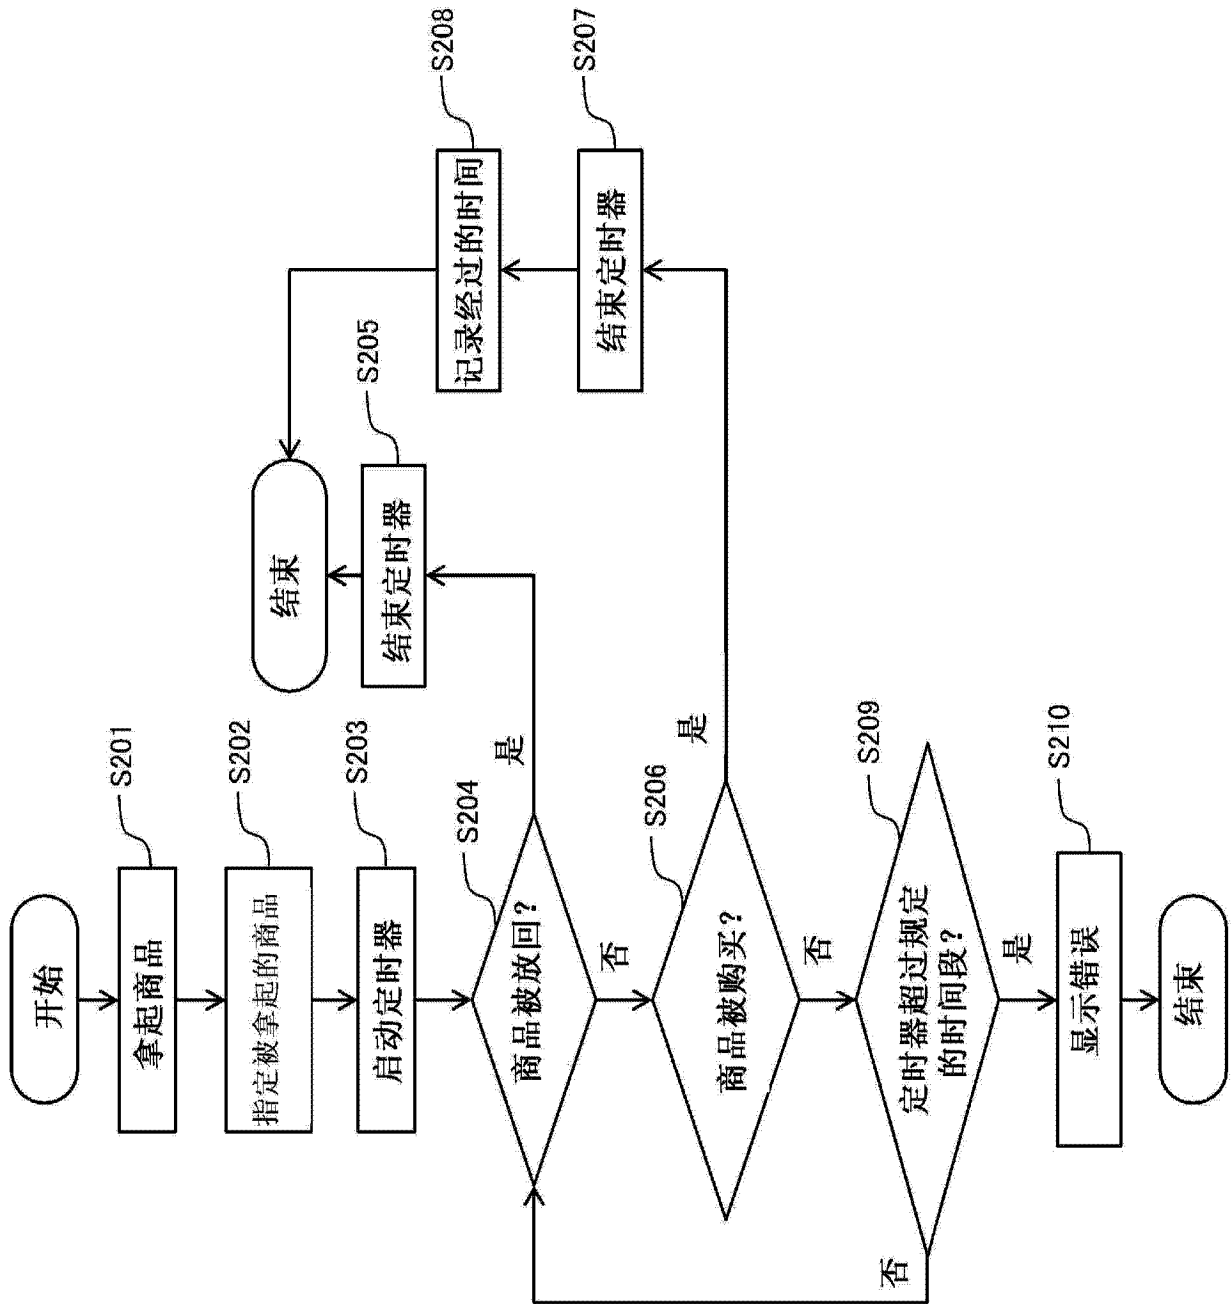 开始
拿起商品
S201
指定被拿起的商品
S202
启动定时器
S203
商品被放回?
S204
是
否
结束定时器
S205
结束
商品被购买?
S206
是
否
结束定时器
S207
记录经过的时间
S208
定时器超过规定
的时间段?
S209
否
是
显示错误
S210
结束